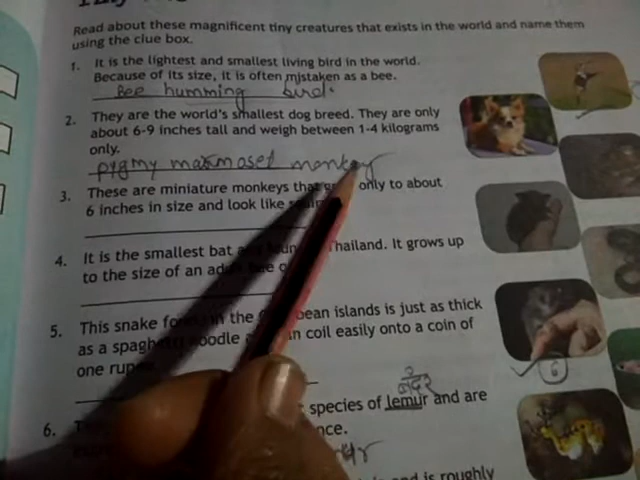 Read about these magnificent tiny creatures that exists in the world and name them
using the clue box.
1. It is the lightest and smallest living bird in the world.
Because of its size, it is often mistaken as a bee.
Bee humming bird.
2. They are the world's smallest dog breed. They are only
about 6-9 inches tall and weigh between 1-4 kilograms
only.
pygmy marmoset monkey
3. These are miniature monkeys only to about
6 inches in size and look like
4. It is the smallest bat Thailand. It grows up
to the size of an
5. This snake the islands is just as thick
as a coil easily onto a coin of
one
बंदर
6
6. species of lemur and are
is roughly